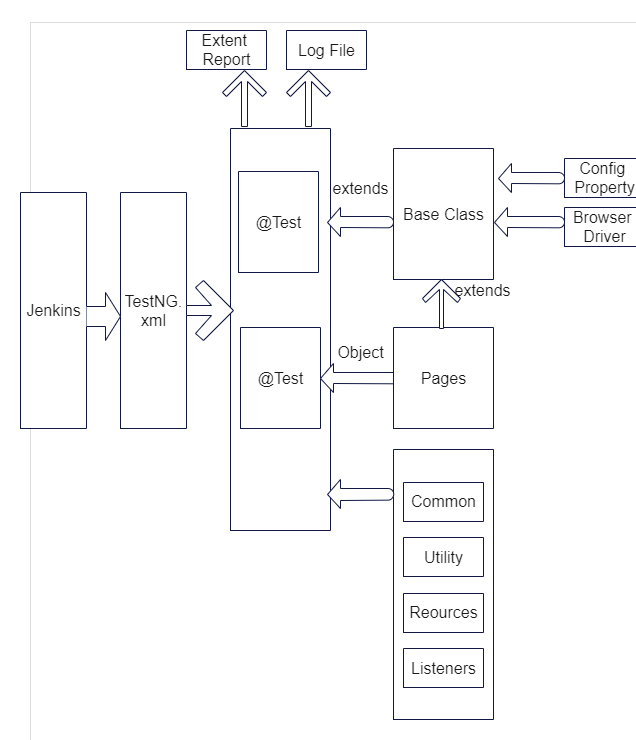 Extent
Report
Log File
extends
Config
Property
@Test
Base Class
Browser
Driver
Jenkins
TestNG.
xml
extends
Object
@Test
Pages
Common
Utility
Reources
Listeners